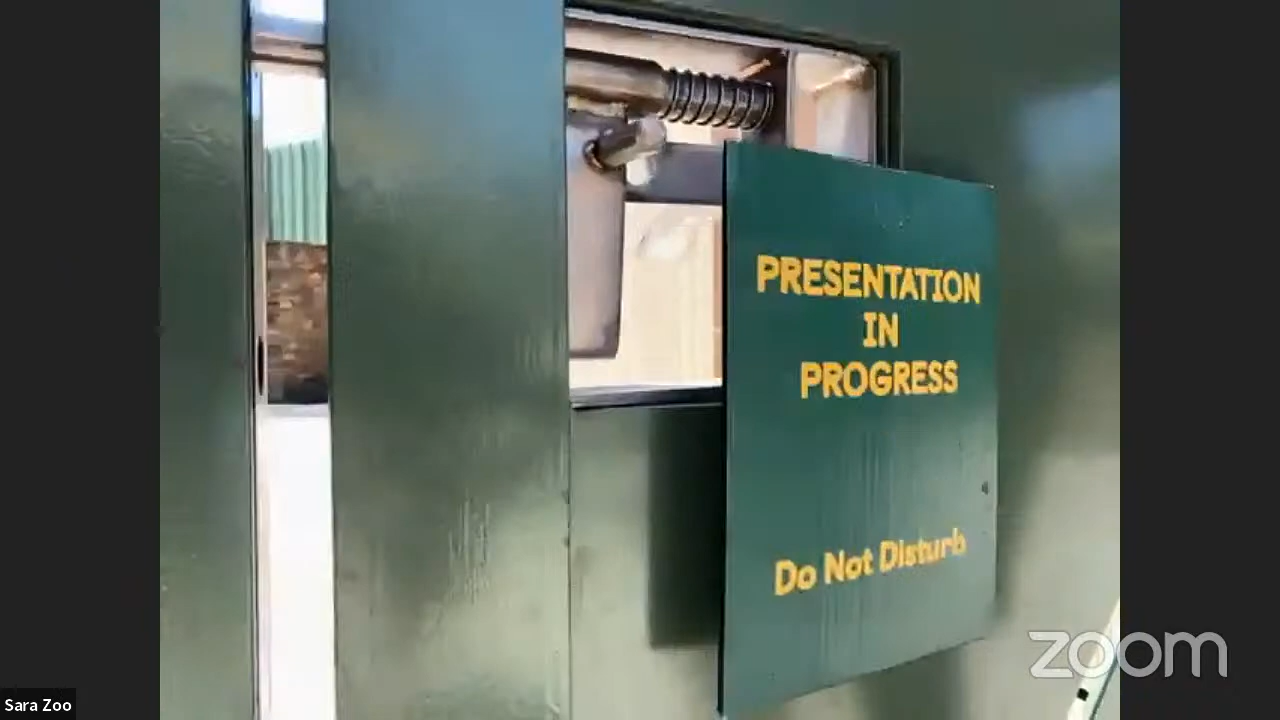 PRESENTATION
IN
PROGRESS
Do Not Disturb
zoom
Sara Zoo